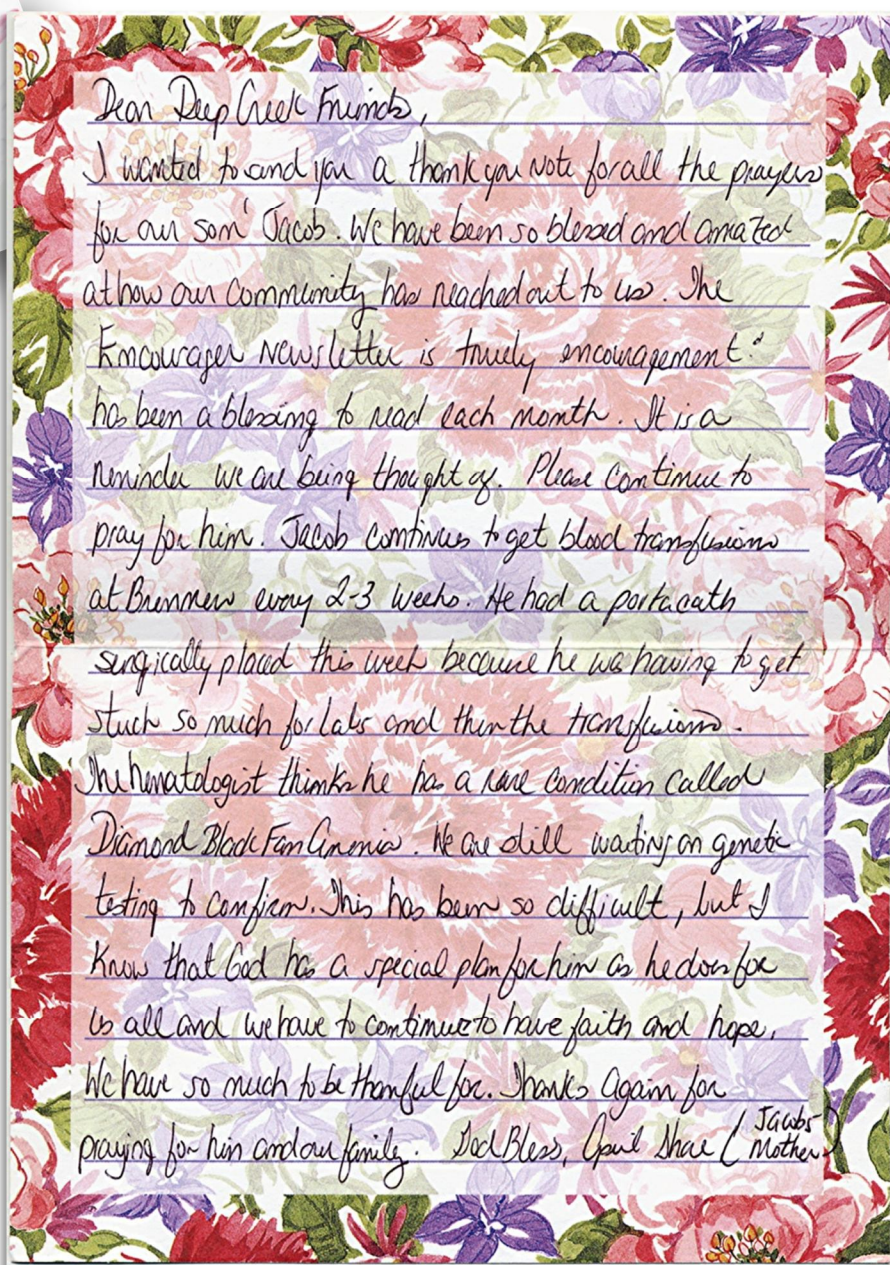 Dear Deep Creek Friends,
I wanted to send you a thank you note for all the prayers
for our son' Jacob. We have been so blessed and amazed
at how our community has reached out to us. The
Encourager Newsletter is truely encouragement."
has been a blessing to read each month. It is a
reminder we are being thought of. Please continue to
pray for him. Jacob continues to get blood transfusions
at Brenners every 2-3 weeks. He had a portacath
surgically placed this week because he was having to get
stuck so much for labs and then the transfusions.
The hematologist thinks he has a rare condition called
Diamond Black Fan Anemia. We are still waiting on genetic
testing to confirm. This has been so difficult, but I
Know that God has a special plan for him as he does for
us all and we have to continue to have faith and hope.
We have so much to be thankful for. Thanks again for
praying for him and our family. God Bless, April (Jacobs
Mother)